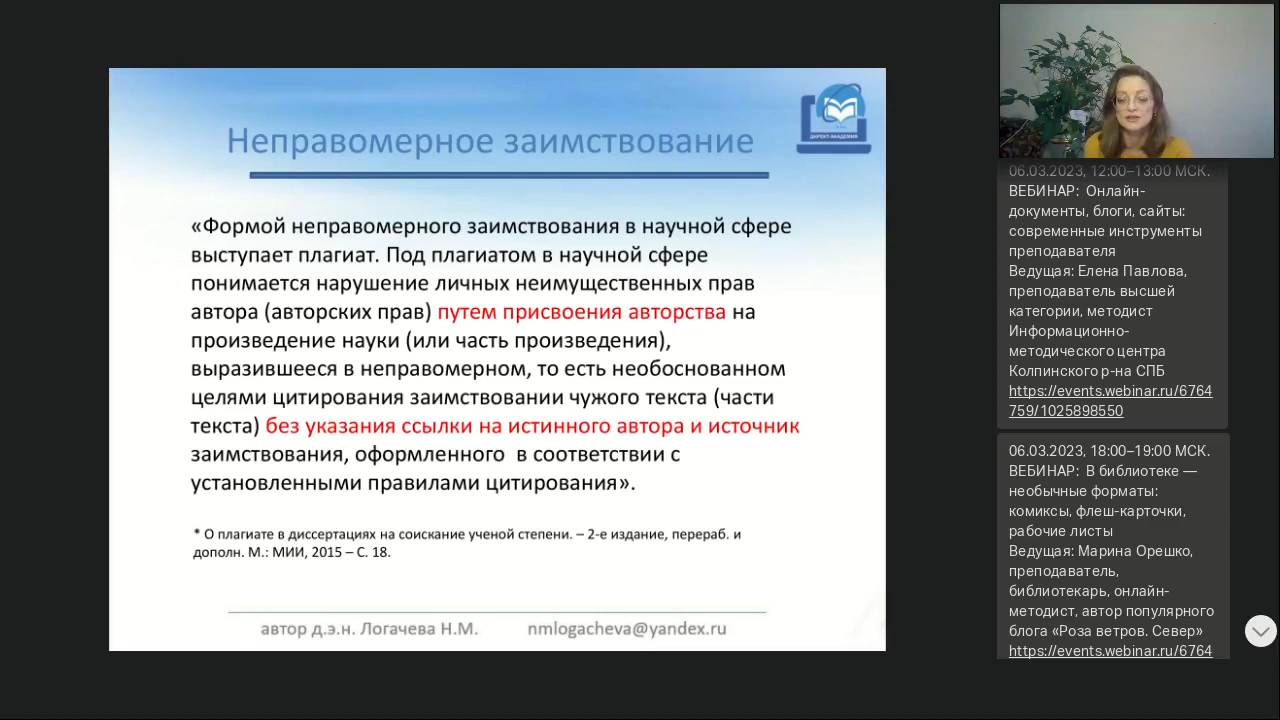 Неправомерное заимствование
ДИРЕКТ-АКАДЕМИЯ
«Формой неправомерного заимствования в научной сфере
выступает плагиат. Под плагиатом в научной сфере
понимается нарушение личных неимущественных прав
автора (авторских прав) путем присвоения авторства на
произведение науки (или часть произведения),
выразившееся в неправомерном, то есть необоснованном
целями цитирования заимствовании чужого текста (части
текста) без указания ссылки на истинного автора и источник
заимствования, оформленного  в соответствии с
установленными правилами цитирования».
* О плагиате в диссертациях на соискание ученой степени. – 2-е издание, перераб. и
дополн. М.: МИИ, 2015 – С. 18.
автор д.э.н. Логачева Н.М. nmlogacheva@yandex.ru
06.03.2023, 12:00–13:00 МСК.
ВЕБИНАР:  Онлайн-
документы, блоги, сайты:
современные инструменты
преподавателя
Ведущая: Елена Павлова,
преподаватель высшей
категории, методист
Информационно-
методического центра
Колпинского р-на СПБ
https://events.webinar.ru/6764
759/1025898550
06.03.2023, 18:00–19:00 МСК.
ВЕБИНАР:  В библиотеке —
необычные форматы:
комиксы, флеш-карточки,
рабочие листы
Ведущая: Марина Орешко,
преподаватель,
библиотекарь, онлайн-
методист, автор популярного
блога «Роза ветров. Север»
https://events.webinar.ru/6764